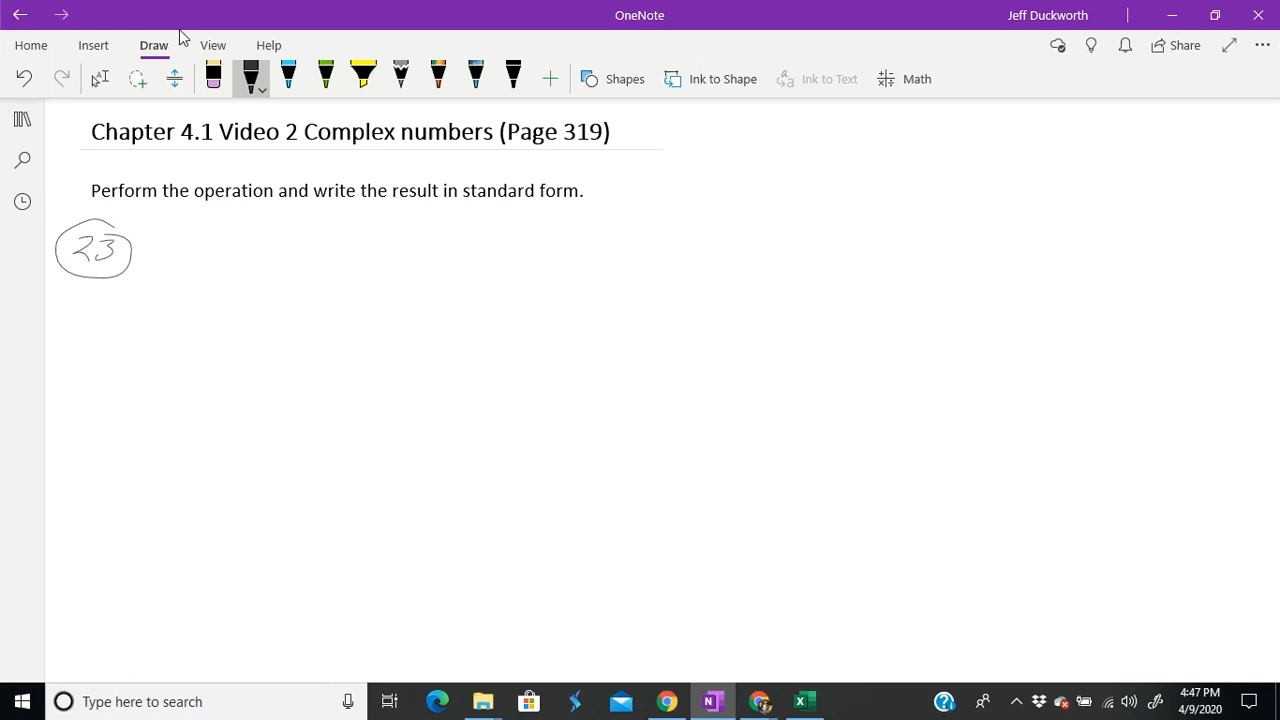 OneNote
Jeff Duckworth
Home Insert Draw View Help
Share
Shapes Ink to Shape Ink to Text Math
Chapter 4.1 Video 2 Complex numbers (Page 319)
Perform the operation and write the result in standard form.
23
Type here to search
4:47 PM
4/9/2020